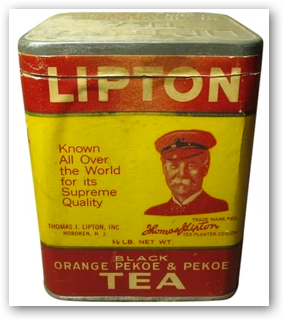 LIPTON
Known
All Over
the World
for its
Supreme
Quality
THOMAS J. LIPTON, INC.
HOBOKEN, N. J.
TRADE MARK REG.
Thomas J. Lipton
TEA PLANTER, CEYLON
½ LB. NET WT.
BLACK
ORANGE PEKOE & PEKOE
TEA